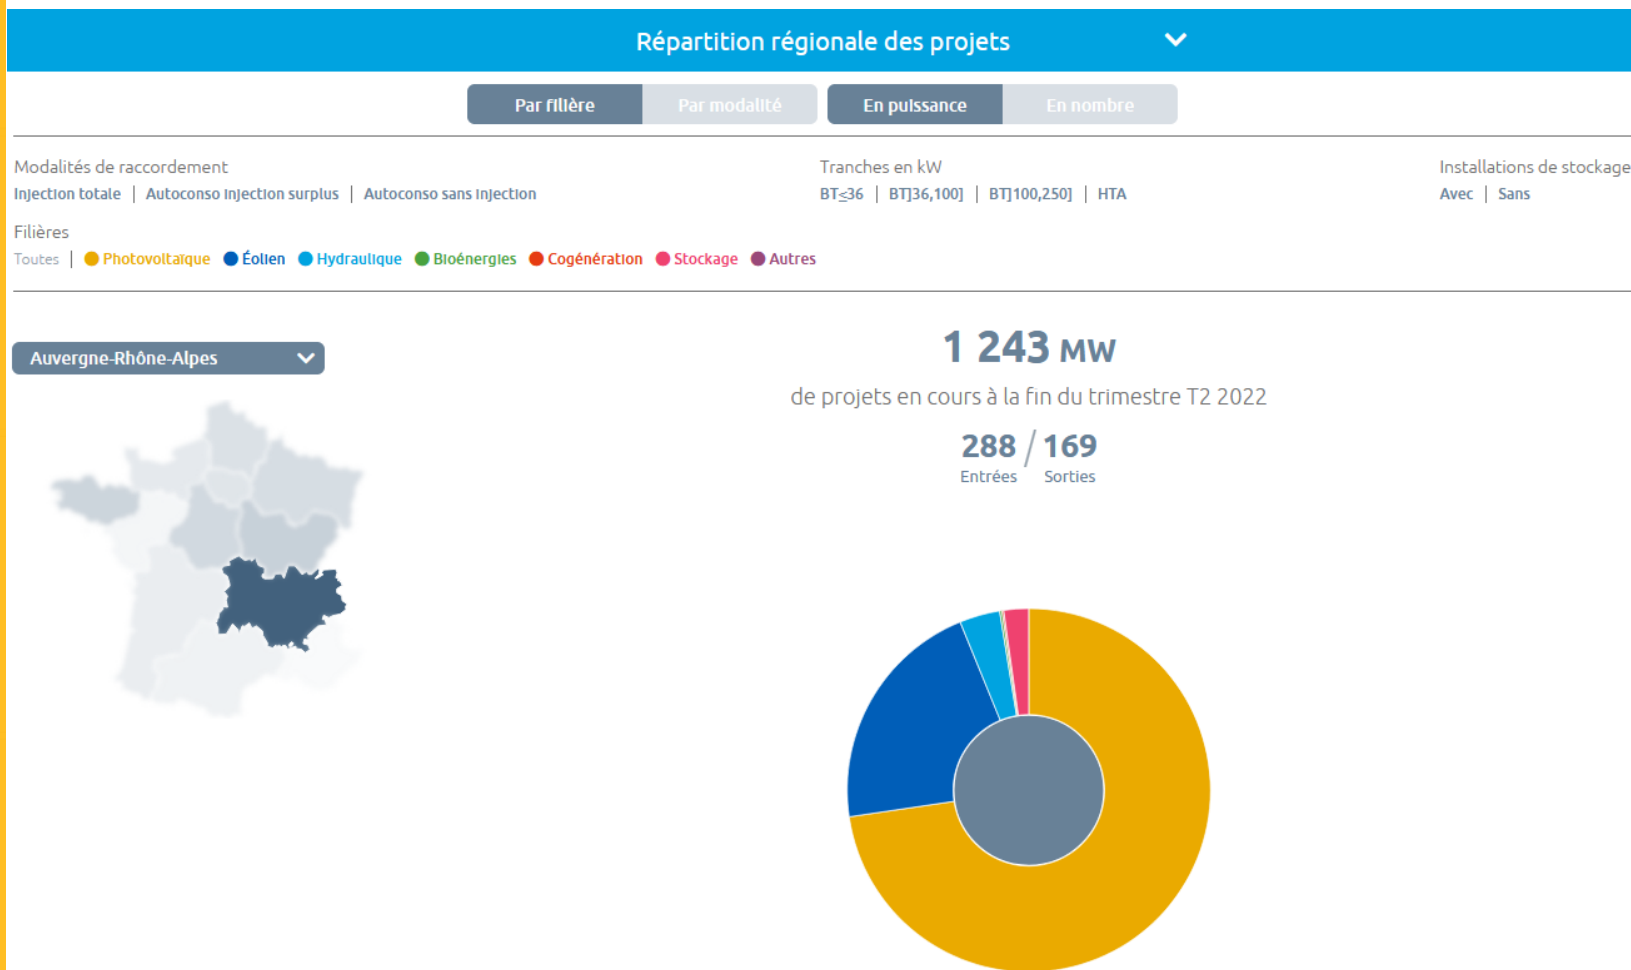 Répartition régionale des projets
Par filière Par modalité En puissance En nombre
Modalités de raccordement Tranches en kW Installations de stockage
Injection totale | Autoconso injection surplus | Autoconso sans injection BT≤36 | BT]36,100] | BT]100,250] | HTA Avec | Sans
Filières
Toutes | Photovoltaïque Éolien Hydraulique Bioénergies Cogénération Stockage Autres
Auvergne-Rhône-Alpes
1 243 MW
de projets en cours à la fin du trimestre T2 2022
288 / 169
Entrées Sorties